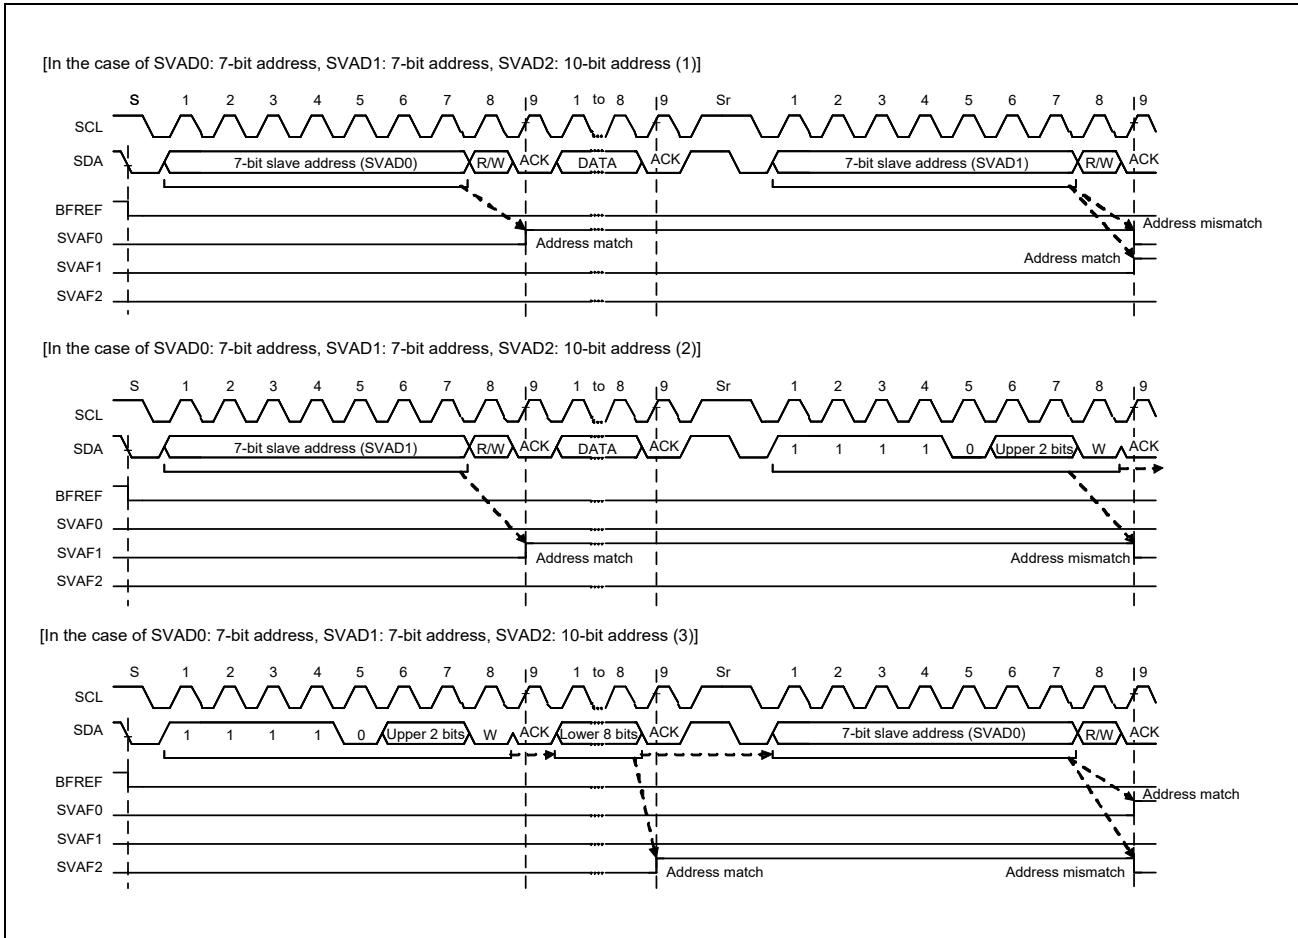 [In the case of SVAD0: 7-bit address, SVAD1: 7-bit address, SVAD2: 10-bit address (1)]
S 1 2 3 4 5 6 7 8 9 1 to 8 9 Sr 1 2 3 4 5 6 7 8 9
SCL
SDA 7-bit slave address (SVAD0) R/W ACK DATA ACK 7-bit slave address (SVAD1) R/W ACK
BFREF
Address mismatch
SVAF0 Address match
SVAF1 Address match
SVAF2
[In the case of SVAD0: 7-bit address, SVAD1: 7-bit address, SVAD2: 10-bit address (2)]
S 1 2 3 4 5 6 7 8 9 1 to 8 9 Sr 1 2 3 4 5 6 7 8 9
SCL
SDA 7-bit slave address (SVAD1) R/W ACK DATA ACK 1 1 1 1 0 Upper 2 bits W ACK
BFREF
SVAF0
SVAF1 Address match Address mismatch
SVAF2
[In the case of SVAD0: 7-bit address, SVAD1: 7-bit address, SVAD2: 10-bit address (3)]
S 1 2 3 4 5 6 7 8 9 1 to 8 9 Sr 1 2 3 4 5 6 7 8 9
SCL
SDA 1 1 1 1 0 Upper 2 bits W ACK Lower 8 bits ACK 7-bit slave address (SVAD0) R/W ACK
BFREF
Address match
SVAF0
SVAF1
SVAF2 Address match Address mismatch